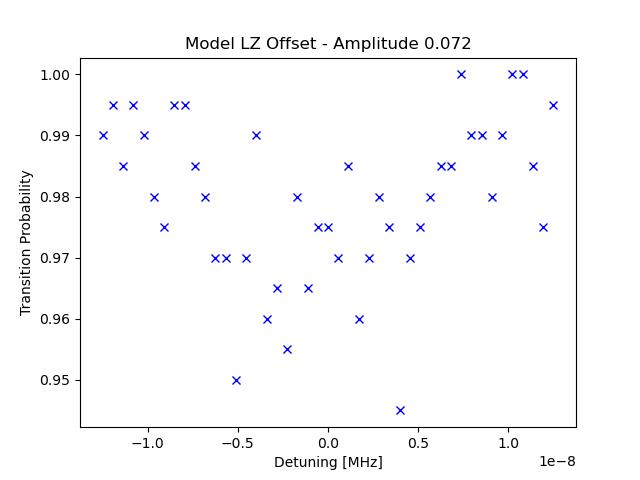 Model LZ Offset - Amplitude 0.072
1.00
0.99
0.98
0.97
0.96
0.95
Transition Probability
−1.0
−0.5
0.0
0.5
1.0
1e−8
Detuning [MHz]